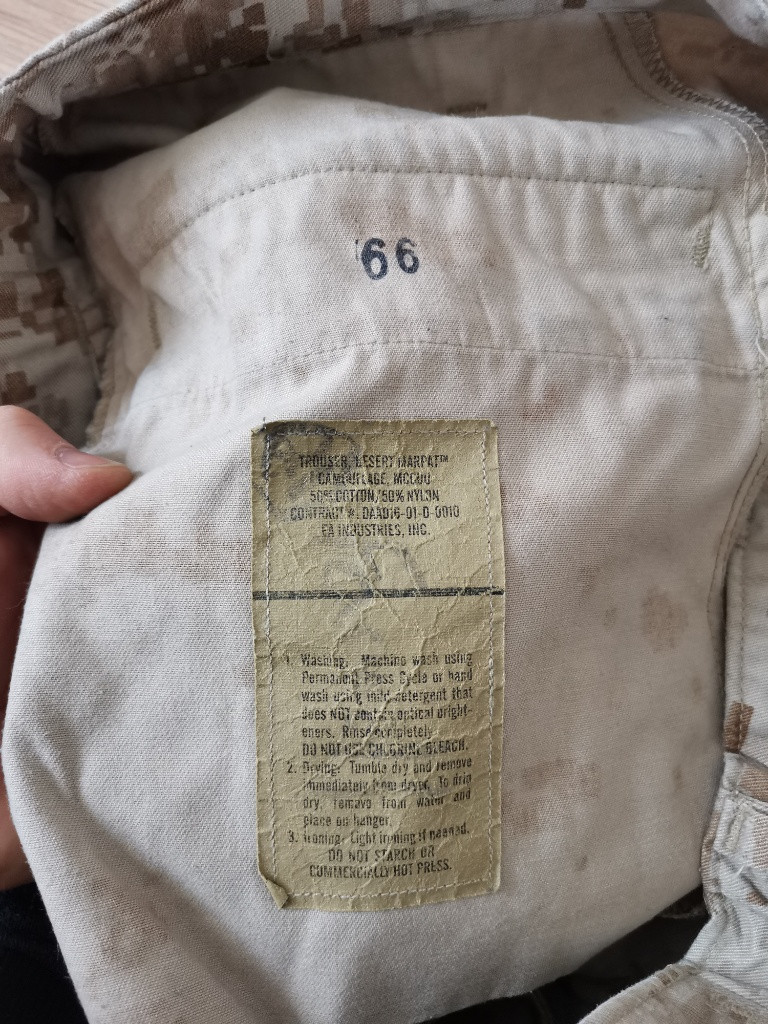 66
TROUSER, DESERT MARPAT™
CAMOUFLAGE, MCCUU
50% COTTON, 50% NYLON
CONTRACT #. DAAD16-01-D-0010
EA INDUSTRIES, INC.
1. Washing: Machine wash using
Permanent Press Cycle or hand
wash using mild detergent that
does NOT contain optical bright-
eners. Rinse completely
DO NOT USE CHLORINE BLEACH.
2. Drying: Tumble dry and remove
immediately from dryer. To drip
dry, remove from water and
place on hanger.
3. Ironing: Light ironing if needed.
DO NOT STARCH OR
COMMERCIALLY HOT PRESS.